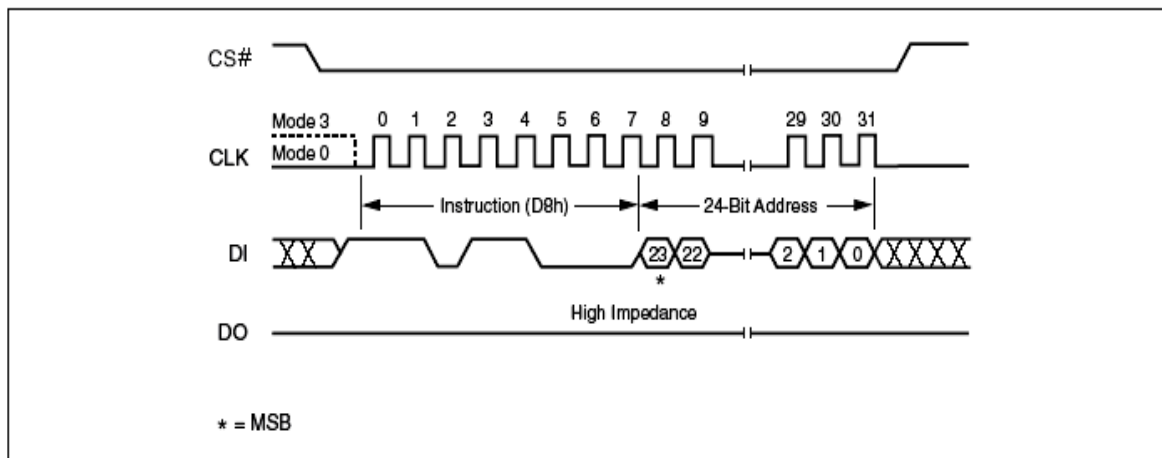 CS#
Mode 3 0 1 2 3 4 5 6 7 8 9 29 30 31
CLK Mode 0
Instruction (D8h) 24-Bit Address
DI 23 22 2 1 0
*
High Impedance
DO
* = MSB